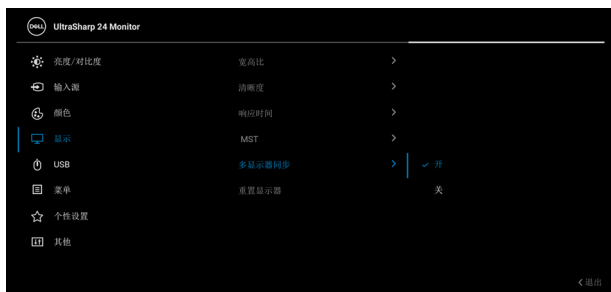 DELL UltraSharp 24 Monitor
亮度/对比度
输入源
颜色
显示
USB
菜单
个性设置
其他
宽高比
清晰度
响应时间
MST
多显示器同步
重置显示器
开
关
退出